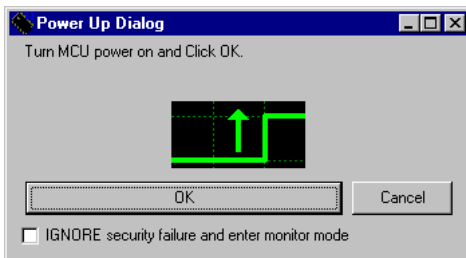 Power Up Dialog
Turn MCU power on and Click OK.
OK
Cancel
IGNORE security failure and enter monitor mode